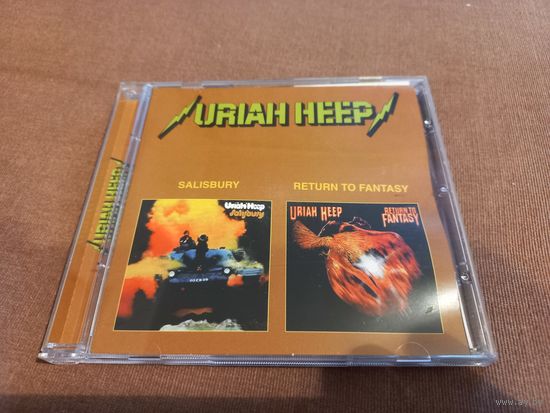 URIAH HEEP
URIAH HEEP
SALISBURY
RETURN TO FANTASY
Uriah Heep
Salisbury
URIAH HEEP
RETURN TO
FANTASY